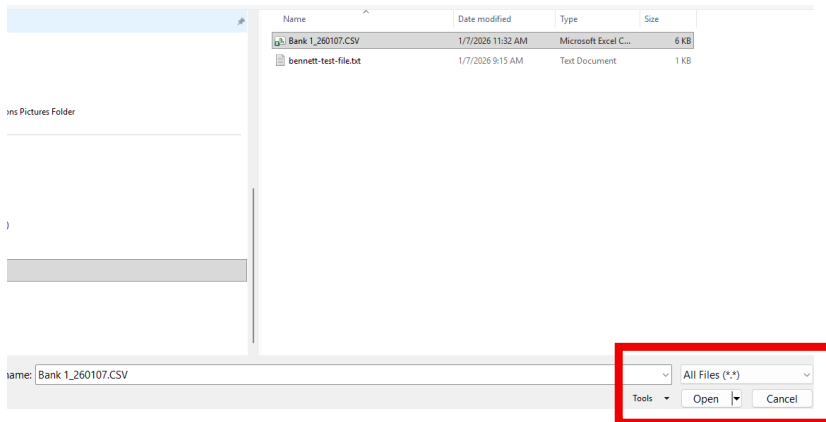 Name Date modified Type Size
Bank 1_260107.CSV 1/7/2026 11:32 AM Microsoft Excel C... 6 KB
bennett-test-file.txt 1/7/2026 9:15 AM Text Document 1 KB
ons Pictures Folder
)
name: Bank 1_260107.CSV All Files (*.*)
Tools Open Cancel